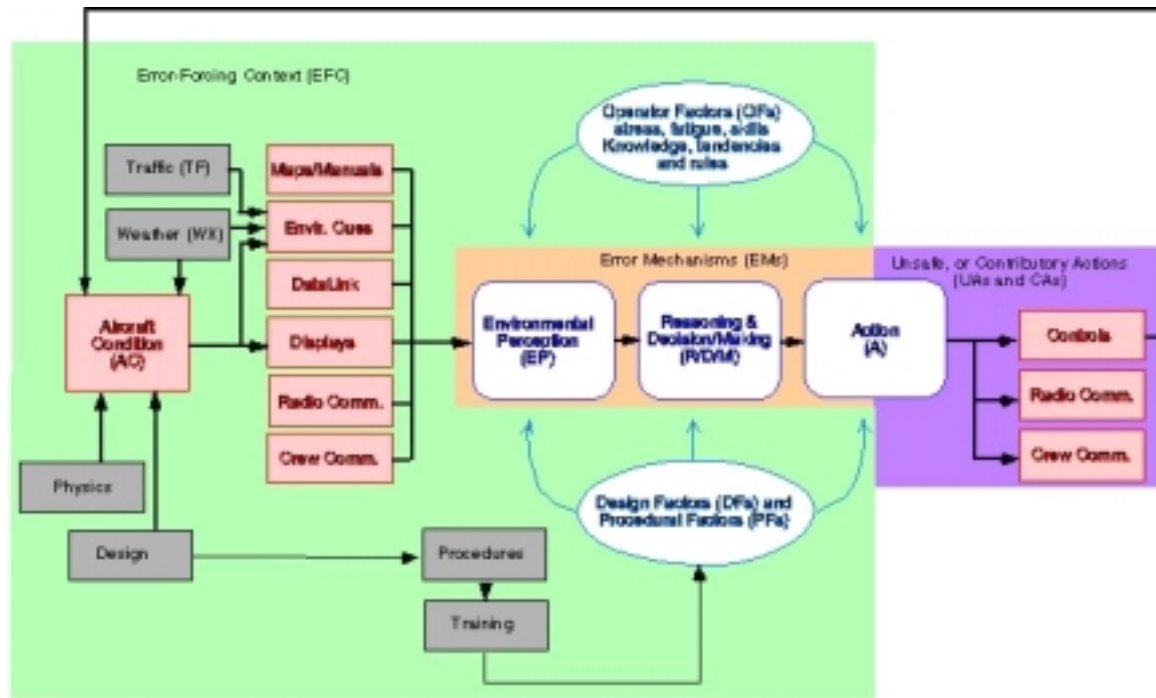 Error-Forcing Context (EFC)
Operator Factors (OFs)
stress, fatigue, skills
Knowledge, tendencies
and rules
Traffic (TF)
Maps/Manuals
Weather (WX)
Envir. Cues
Error Mechanisms (EMs)
Unsafe, or Contributory Actions
(UAs and CAs)
DataLink
Aircraft
Condition
(AC)
Displays
Environmental
Perception
(EP)
Reasoning &
Decision/Making
(R/D/M)
Action
(A)
Controls
Radio Comm.
Radio Comm.
Crew Comm.
Crew Comm.
Physics
Design Factors (DFs) and
Procedural Factors (PFs)
Design
Procedures
Training